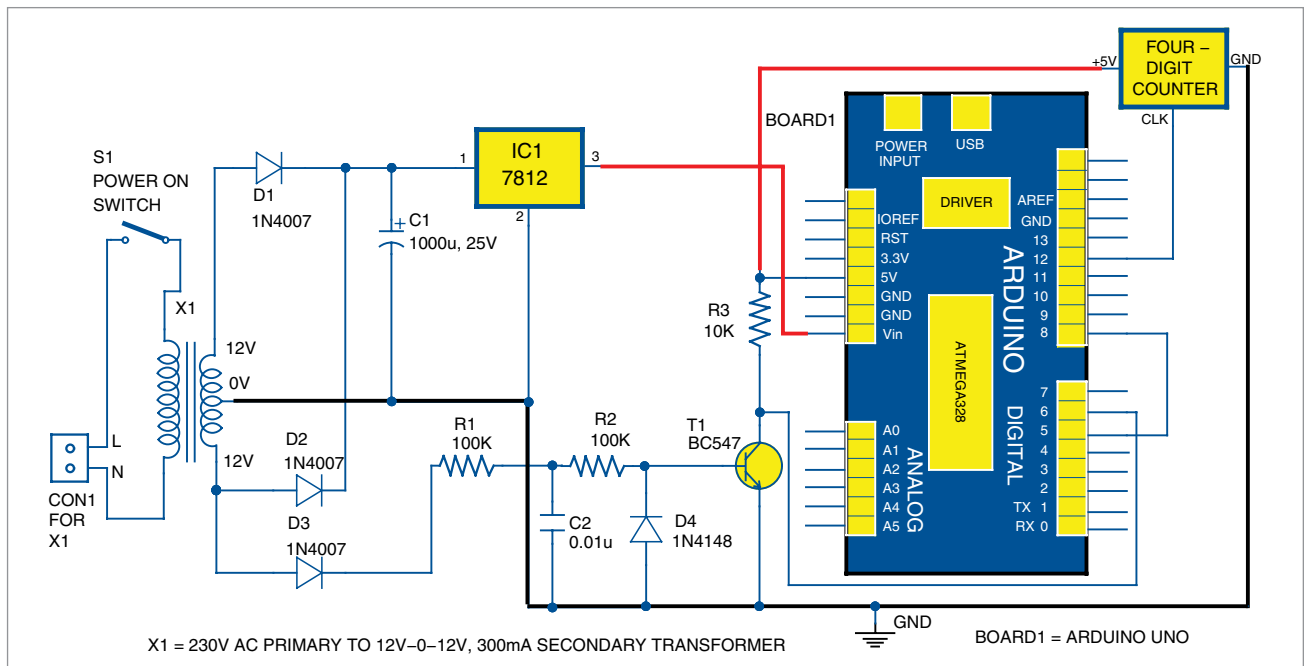 FOUR –
DIGIT
COUNTER
+5V
GND
CLK
BOARD1
POWER
INPUT
USB
DRIVER
S1
POWER ON
SWITCH
D1
1N4007
1
IC1
7812
3
2
+
C1
1000u, 25V
X1
12V
0V
12V
L
N
CON1
FOR
X1
D2
1N4007
D3
1N4007
R1
100K
R2
100K
C2
0.01u
D4
1N4148
T1
BC547
R3
10K
IOREF
RST
3.3V
5V
GND
GND
Vin
A0
A1
A2
A3
A4
A5
ANALOG
ATMEGA328
ARDUINO
DIGITAL
AREF
GND
13
12
11
10
9
8
7
6
5
4
3
2
TX 1
RX 0
GND
X1 = 230V AC PRIMARY TO 12V–0–12V, 300mA SECONDARY TRANSFORMER
BOARD1 = ARDUINO UNO